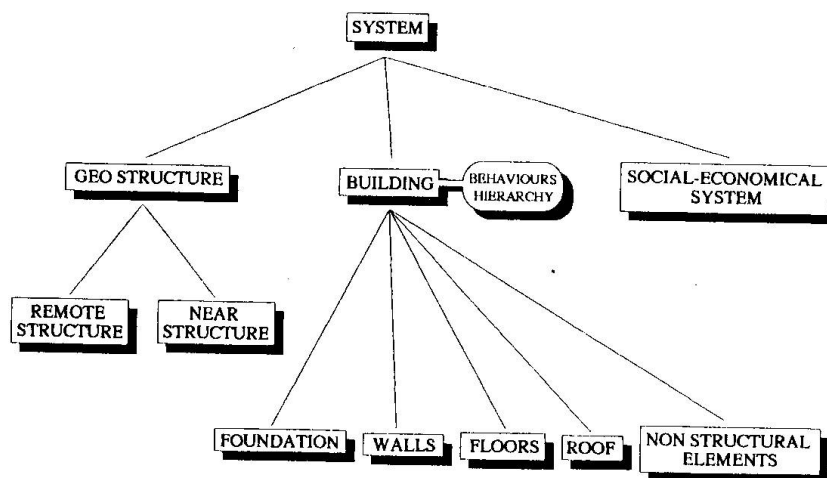 SYSTEM
GEO STRUCTURE
BUILDING
BEHAVIOURS
HIERARCHY
SOCIAL-ECONOMICAL
SYSTEM
REMOTE
STRUCTURE
NEAR
STRUCTURE
FOUNDATION
WALLS
FLOORS
ROOF
NON STRUCTURAL
ELEMENTS